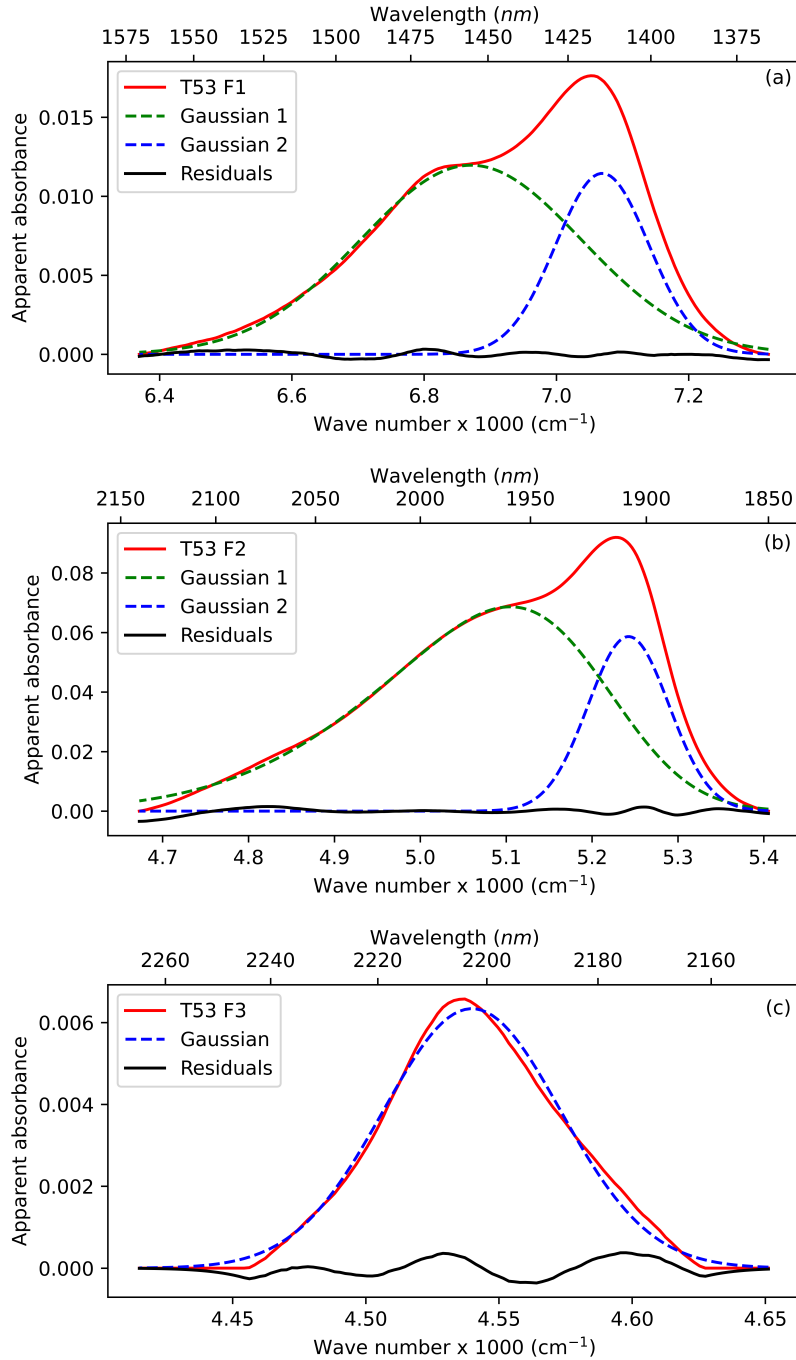 Wavelength (nm)
1575 1550 1525 1500 1475 1450 1425 1400 1375
(a)
T53 F1
Gaussian 1
Gaussian 2
Residuals
Apparent absorbance
0.015
0.010
0.005
0.000
6.4 6.6 6.8 7.0 7.2
Wave number x 1000 (cm⁻¹)
Wavelength (nm)
2150 2100 2050 2000 1950 1900 1850
(b)
T53 F2
Gaussian 1
Gaussian 2
Residuals
Apparent absorbance
0.08
0.06
0.04
0.02
0.00
4.7 4.8 4.9 5.0 5.1 5.2 5.3 5.4
Wave number x 1000 (cm⁻¹)
Wavelength (nm)
2260 2240 2220 2200 2180 2160
(c)
T53 F3
Gaussian
Residuals
Apparent absorbance
0.006
0.004
0.002
0.000
4.45 4.50 4.55 4.60 4.65
Wave number x 1000 (cm⁻¹)